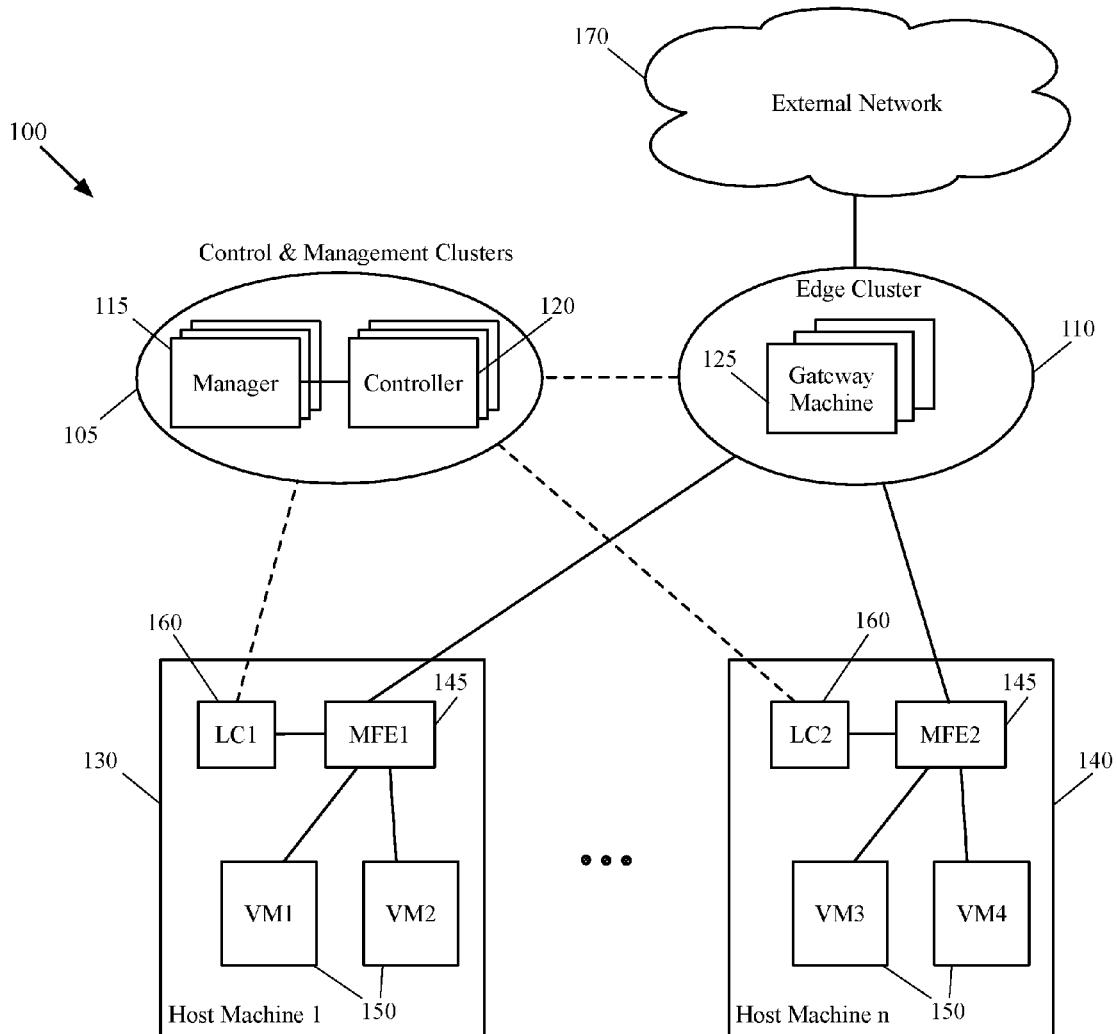 170
External Network
100
Control & Management Clusters
Edge Cluster
115
120
110
125
Manager
Controller
Gateway
Machine
105
160
145
160
145
LC1
MFE1
LC2
MFE2
130
140
VM1
VM2
VM3
VM4
150
150
Host Machine 1
Host Machine n